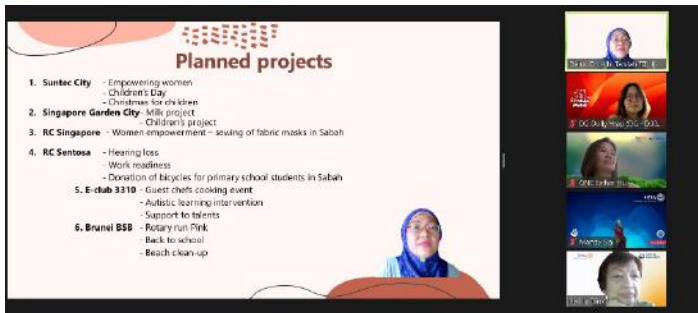 Planned projects
1. Suntec City - Empowering women
- Children's Day
- Christmas for children
2. Singapore Garden City- Milk project
- Children's project
3. RC Singapore - Women empowerment – sewing of fabric masks in Sabah
4. RC Sentosa - Hearing loss
- Work readiness
- Donation of bicycles for primary school students in Sabah
5. E-club 3310 - Guest chefs cooking event
- Autistic learning intervention
- Support to talents
6. Brunei BSB - Rotary run Pink
- Back to school
- Beach clean-up